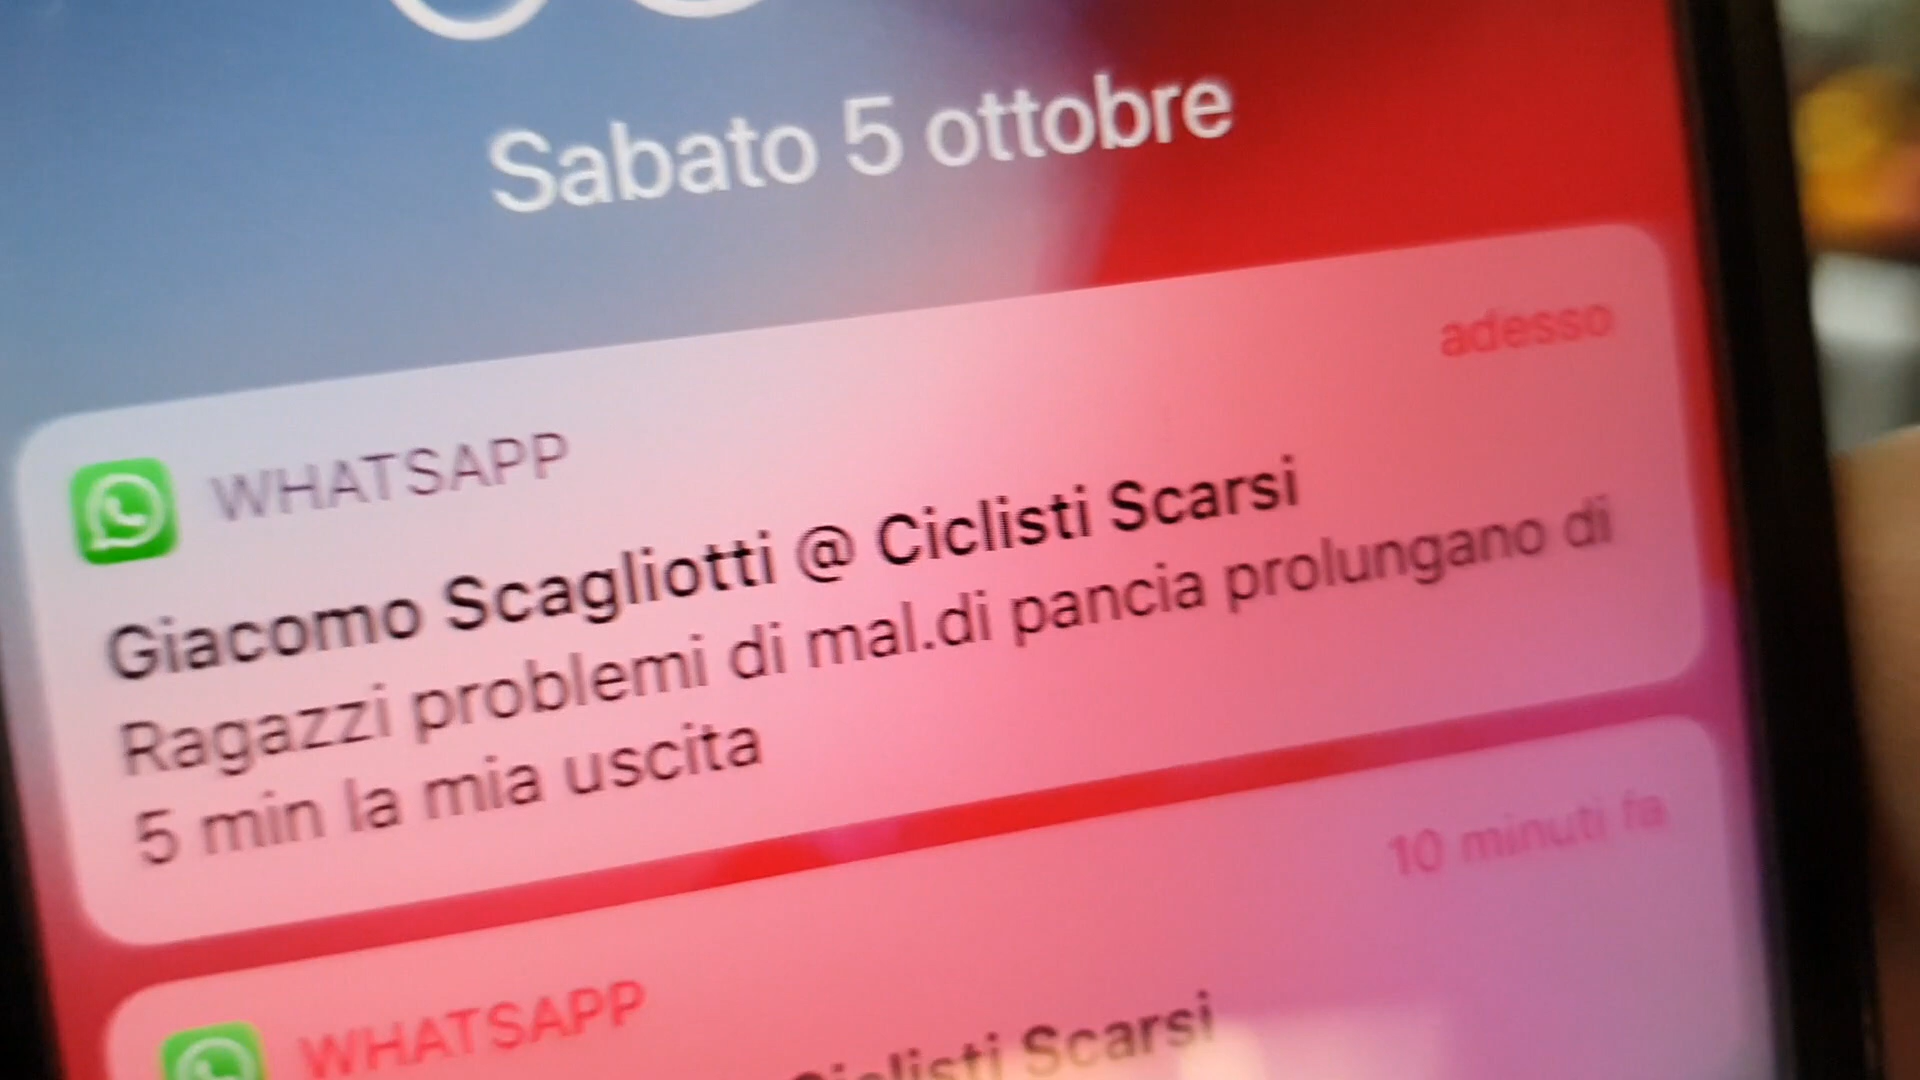 Sabato 5 ottobre
WHATSAPP
adesso
Giacomo Scagliotti @ Ciclisti Scarsi
Ragazzi problemi di mal.di pancia prolungano di
5 min la mia uscita
WHATSAPP
10 minuti fa
Ciclisti Scarsi